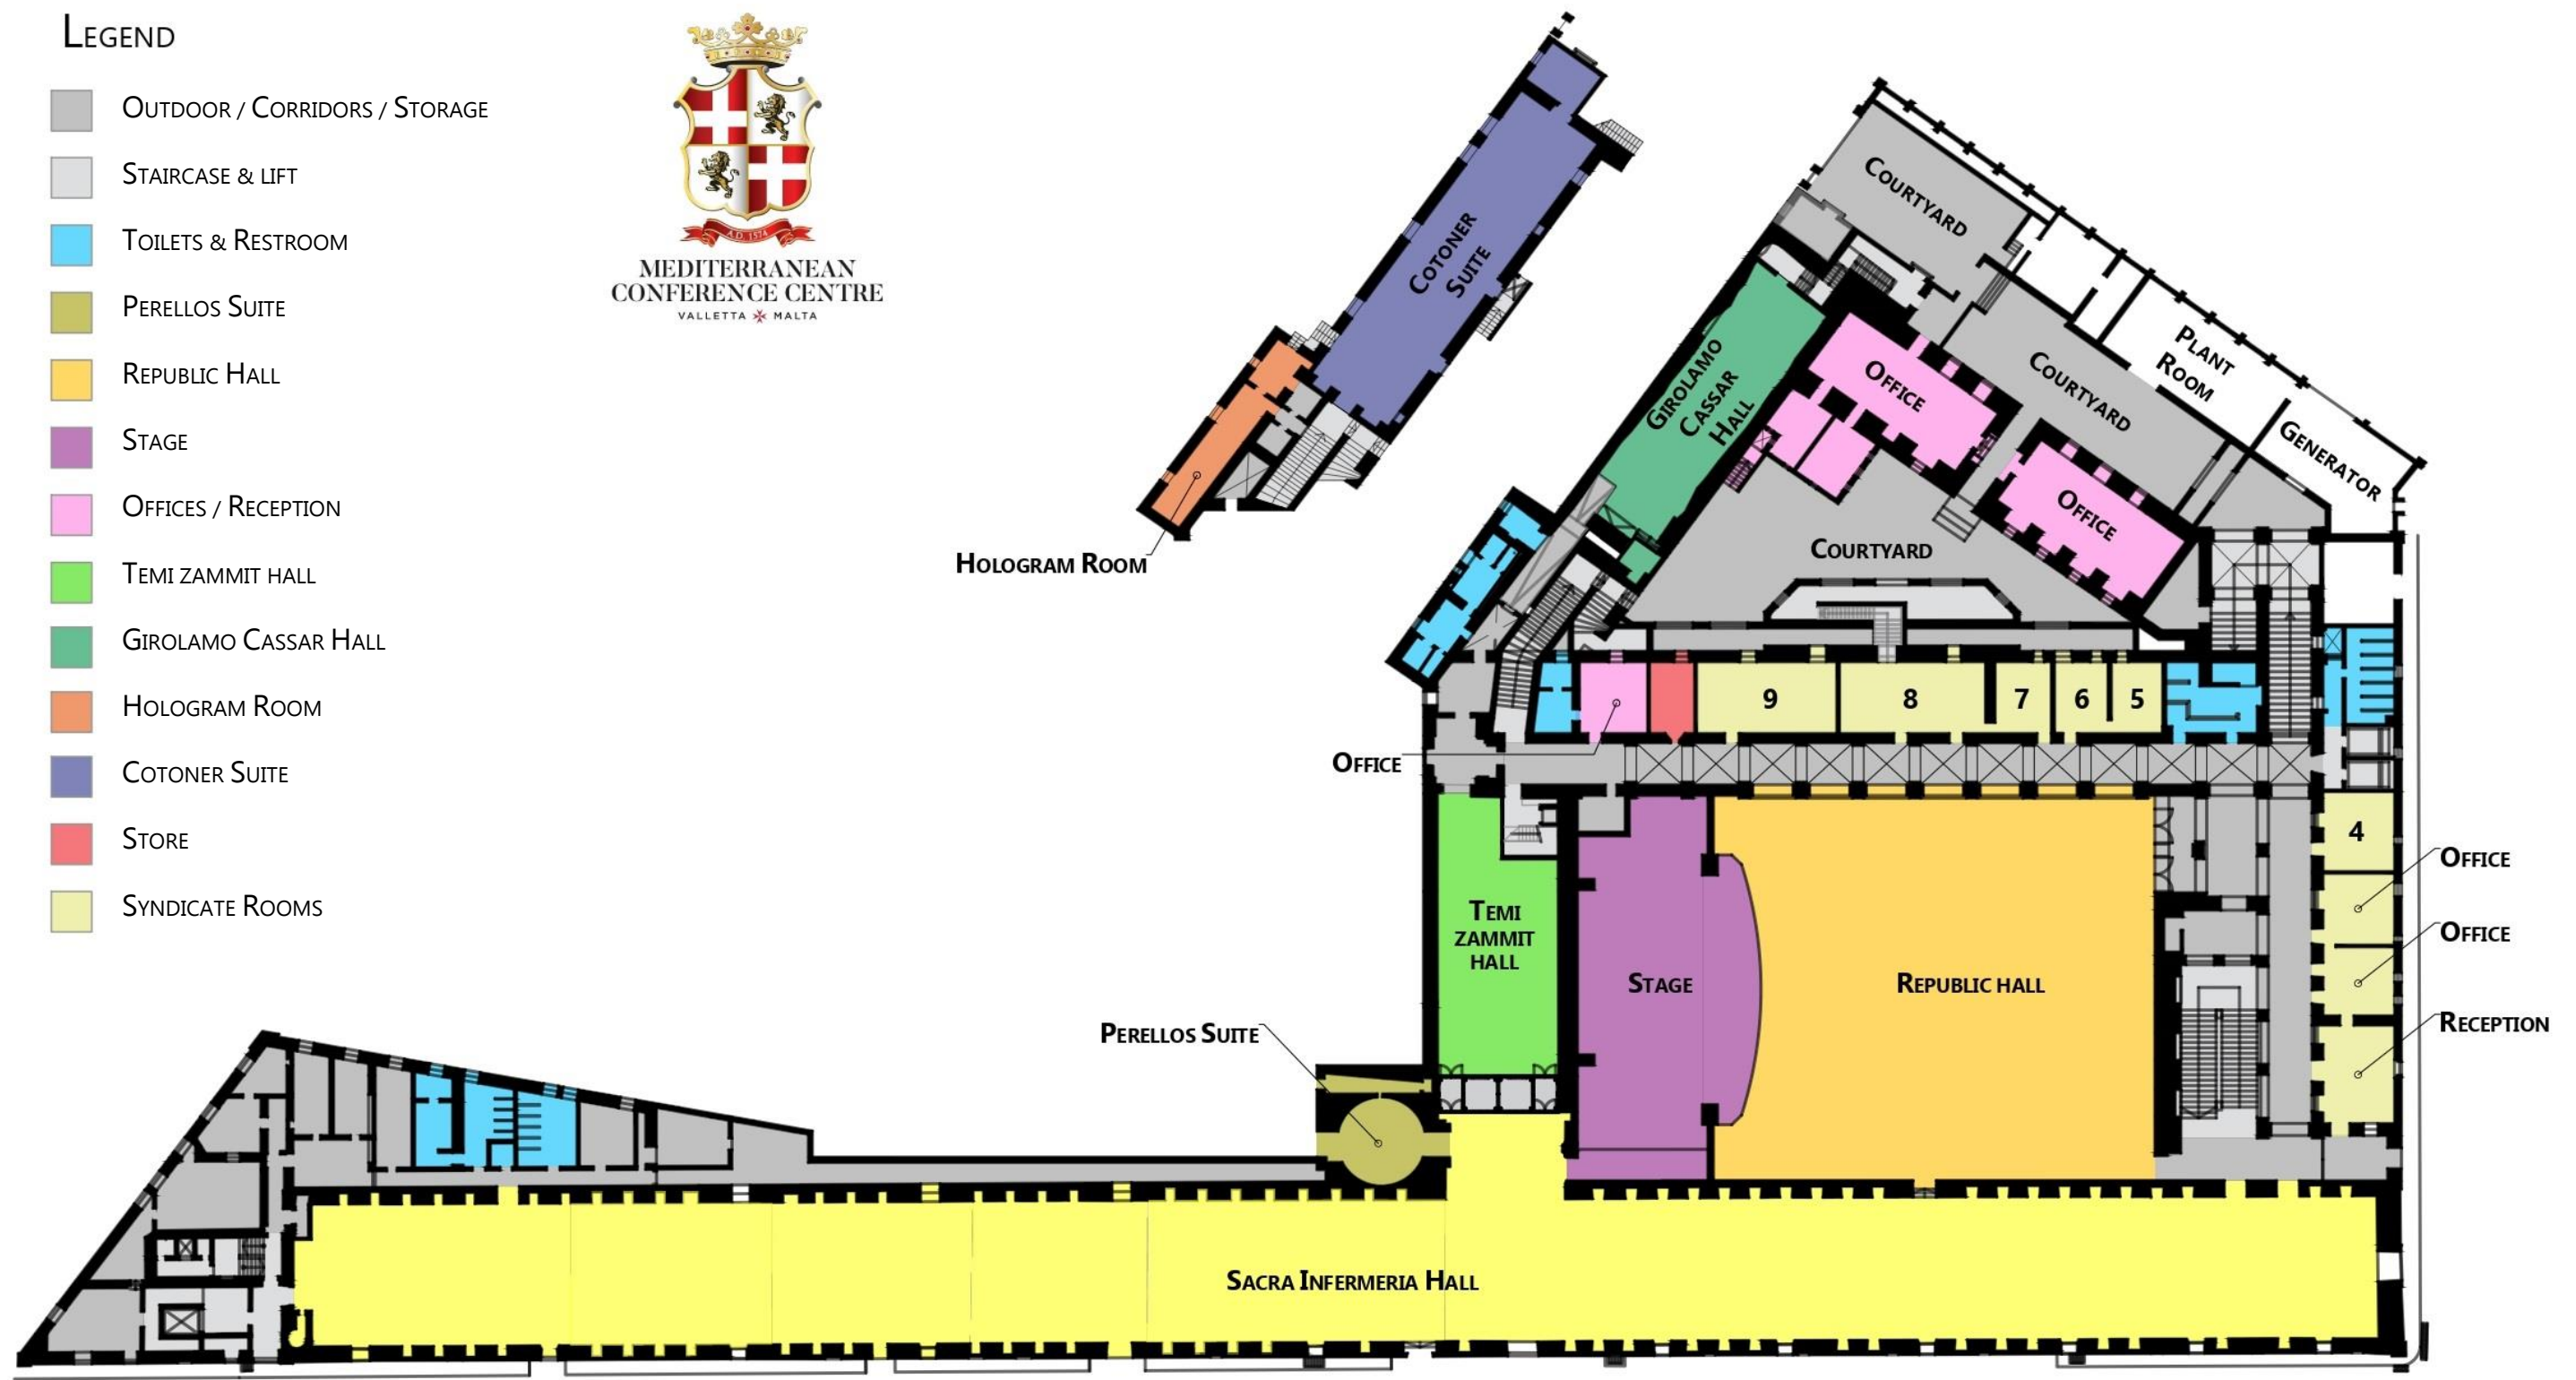 LEGEND
OUTDOOR / CORRIDORS / STORAGE
STAIRCASE & LIFT
TOILETS & RESTROOM
PERELLOS SUITE
REPUBLIC HALL
STAGE
OFFICES / RECEPTION
TEMI ZAMMIT HALL
GIROLAMO CASSAR HALL
HOLOGRAM ROOM
COTONER SUITE
STORE
SYNDICATE ROOMS
A.D. 1574
MEDITERRANEAN
CONFERENCE CENTRE
VALLETTA MALTA
COTONER
SUITE
HOLOGRAM ROOM
COURTYARD
GIROLAMO
CASSAR
HALL
OFFICE
COURTYARD
PLANT
ROOM
GENERATOR
OFFICE
COURTYARD
9
8
7
6
5
OFFICE
4
OFFICE
OFFICE
RECEPTION
TEMI
ZAMMIT
HALL
STAGE
REPUBLIC HALL
PERELLOS SUITE
SACRA INFERMERIA HALL